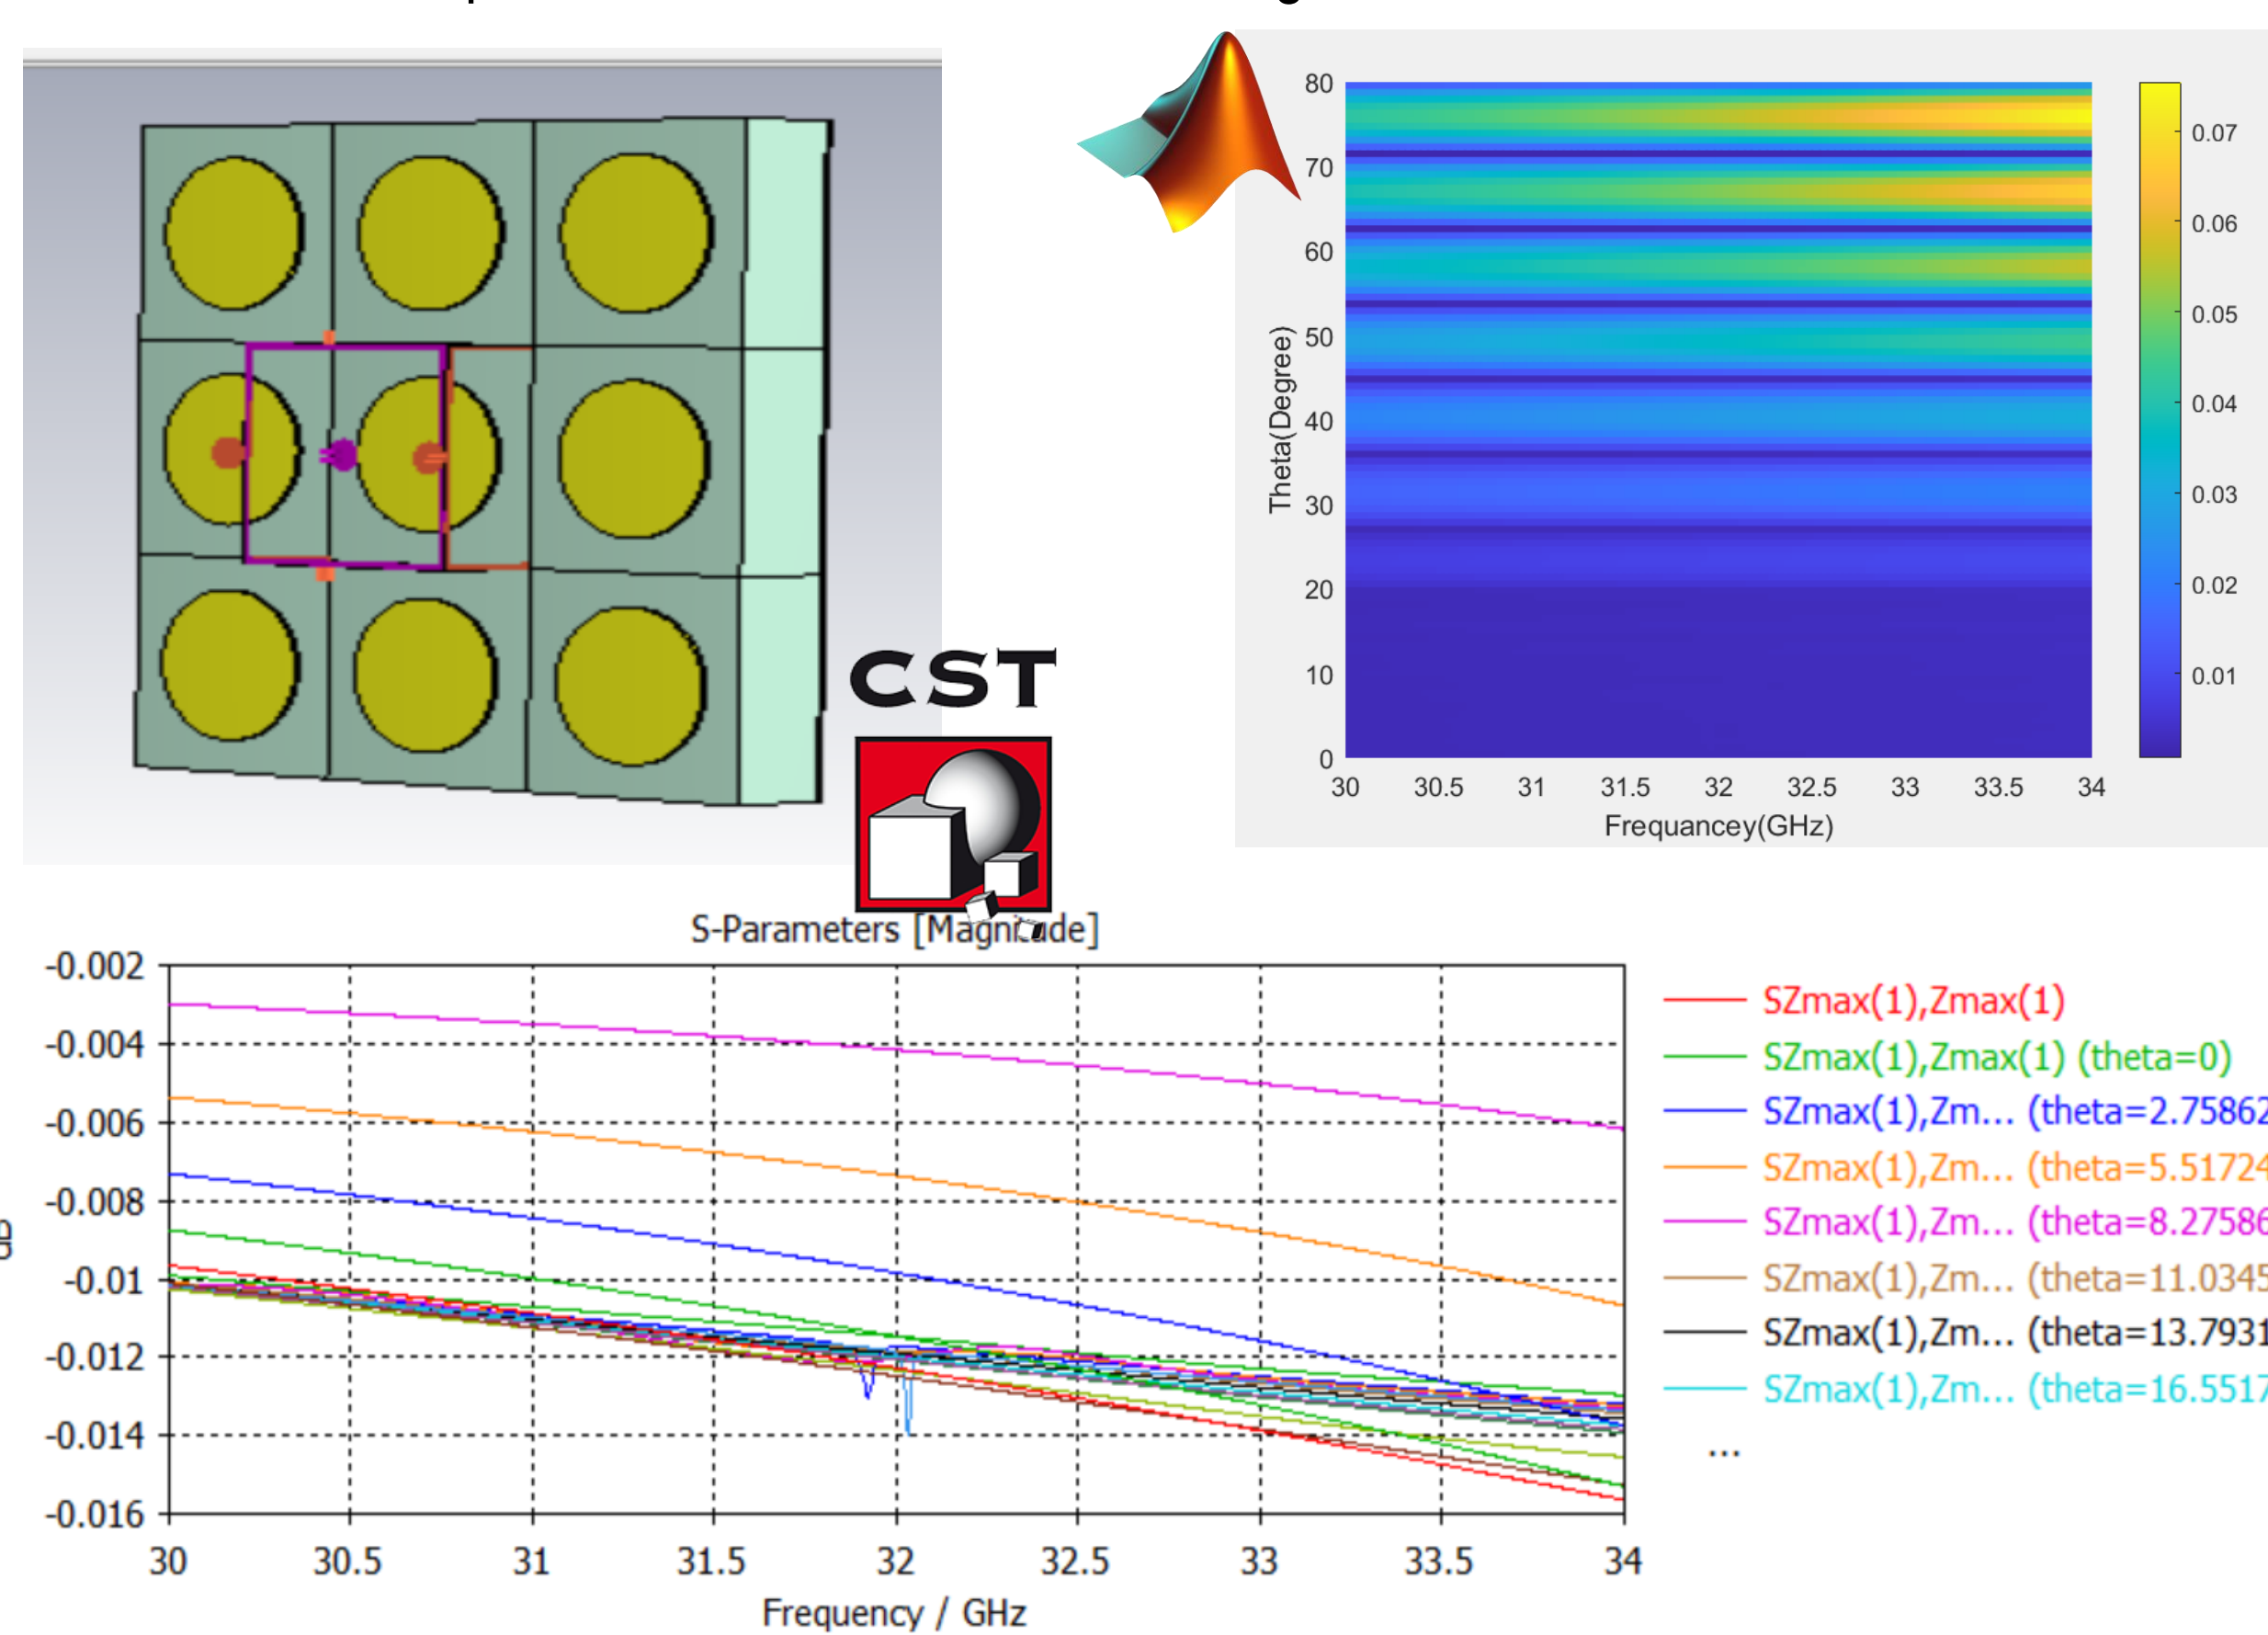 80
70
60
50
40
30
20
10
0
Theta(Degree)
30 30.5 31 31.5 32 32.5 33 33.5 34
Frequancey(GHz)
0.07
0.06
0.05
0.04
0.03
0.02
0.01
CST
S-Parameters [Magnitude]
-0.002
-0.004
-0.006
-0.008
-0.01
-0.012
-0.014
-0.016
30 30.5 31 31.5 32 32.5 33 33.5 34
Frequency / GHz
SZmax(1),Zmax(1)
SZmax(1),Zmax(1) (theta=0)
SZmax(1),Zm... (theta=2.75862
SZmax(1),Zm... (theta=5.51724
SZmax(1),Zm... (theta=8.27586
SZmax(1),Zm... (theta=11.0345
SZmax(1),Zm... (theta=13.7931
SZmax(1),Zm... (theta=16.5517
...